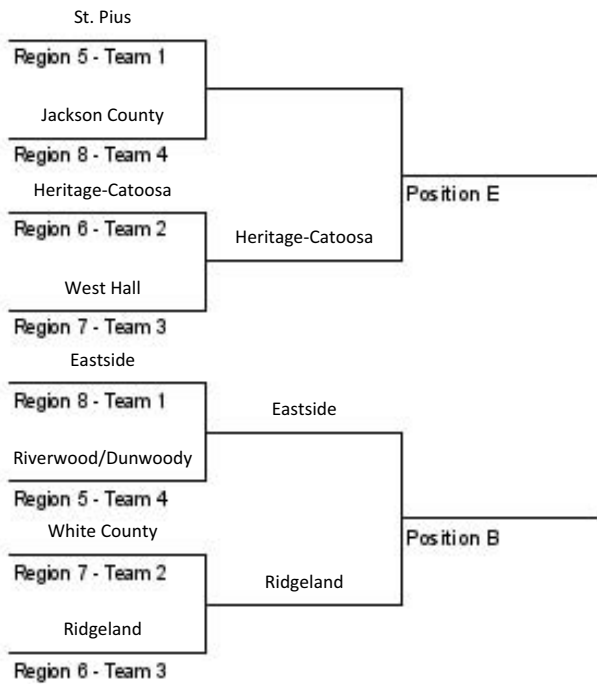 St. Pius
Region 5 - Team 1
Jackson County
Region 8 - Team 4
Heritage-Catoosa
Region 6 - Team 2
Heritage-Catoosa
West Hall
Region 7 - Team 3
Position E
Eastside
Region 8 - Team 1
Eastside
Riverwood/Dunwoody
Region 5 - Team 4
White County
Region 7 - Team 2
Ridgeland
Ridgeland
Region 6 - Team 3
Position B